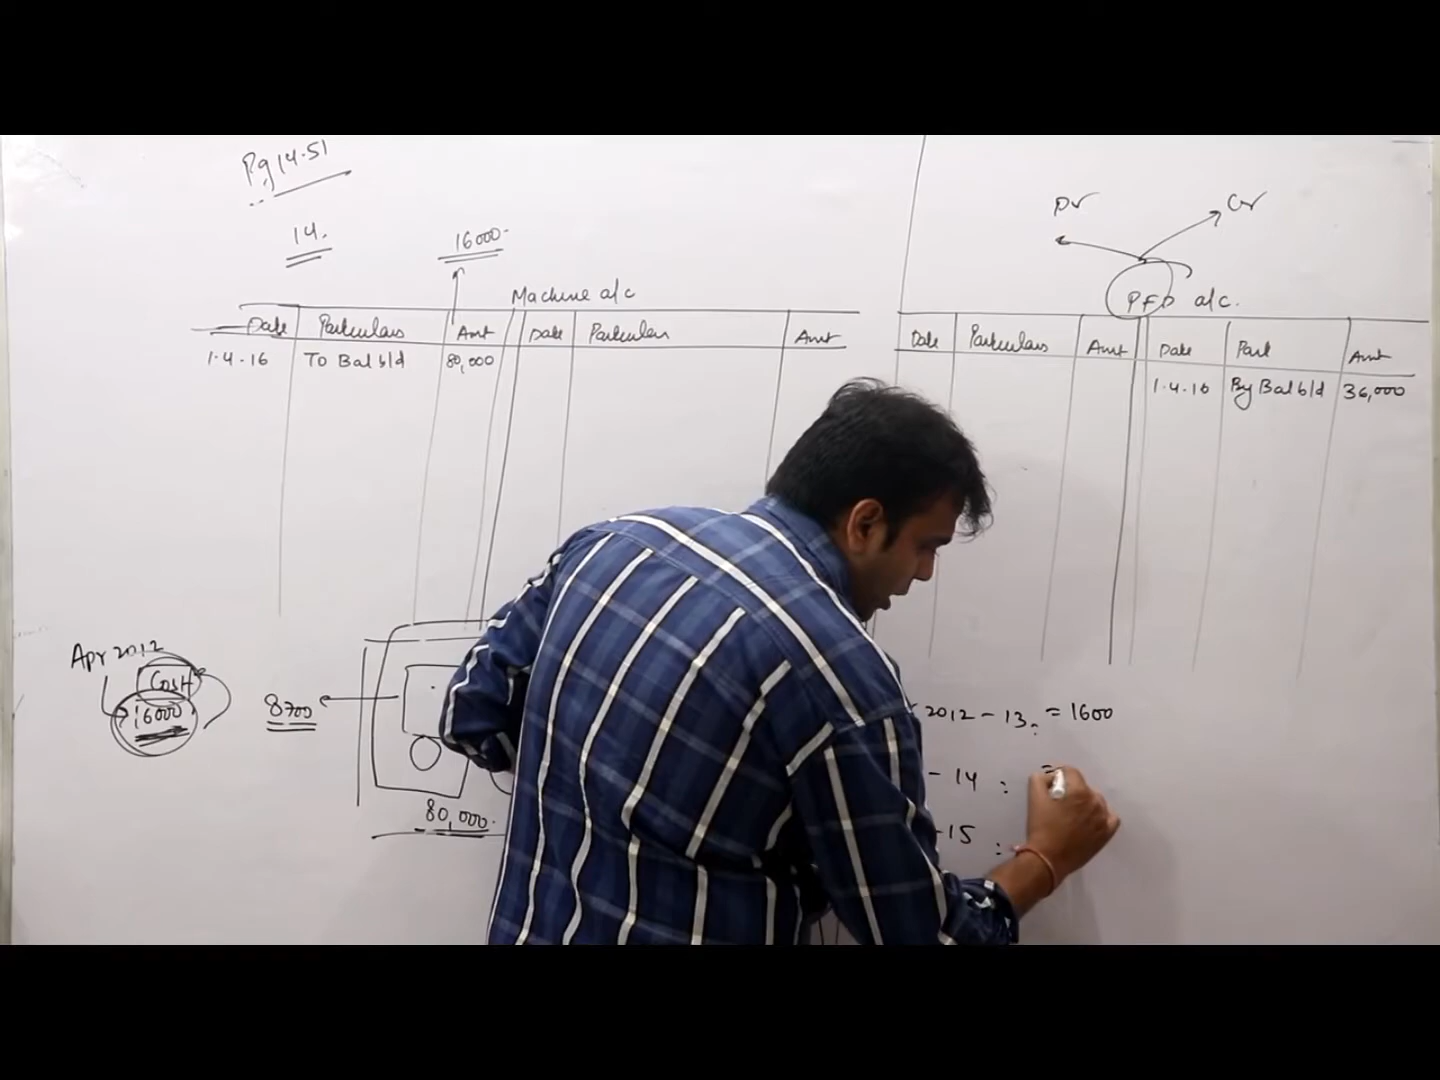 Pg 14.51
14.
16000.
Machine a/c
Date Particulars Amt Date Particulars Amt
1.4.16 To Bal b/d 80,000
Dr Cr
PFD a/c.
Date Particulars Amt Date Part Amt
1.4.16 By Bal b/d 36,000
Apr 2012
Cost
16000
8700
80,000.
2012 - 13 : = 1600
- 14 : =
- 15 :